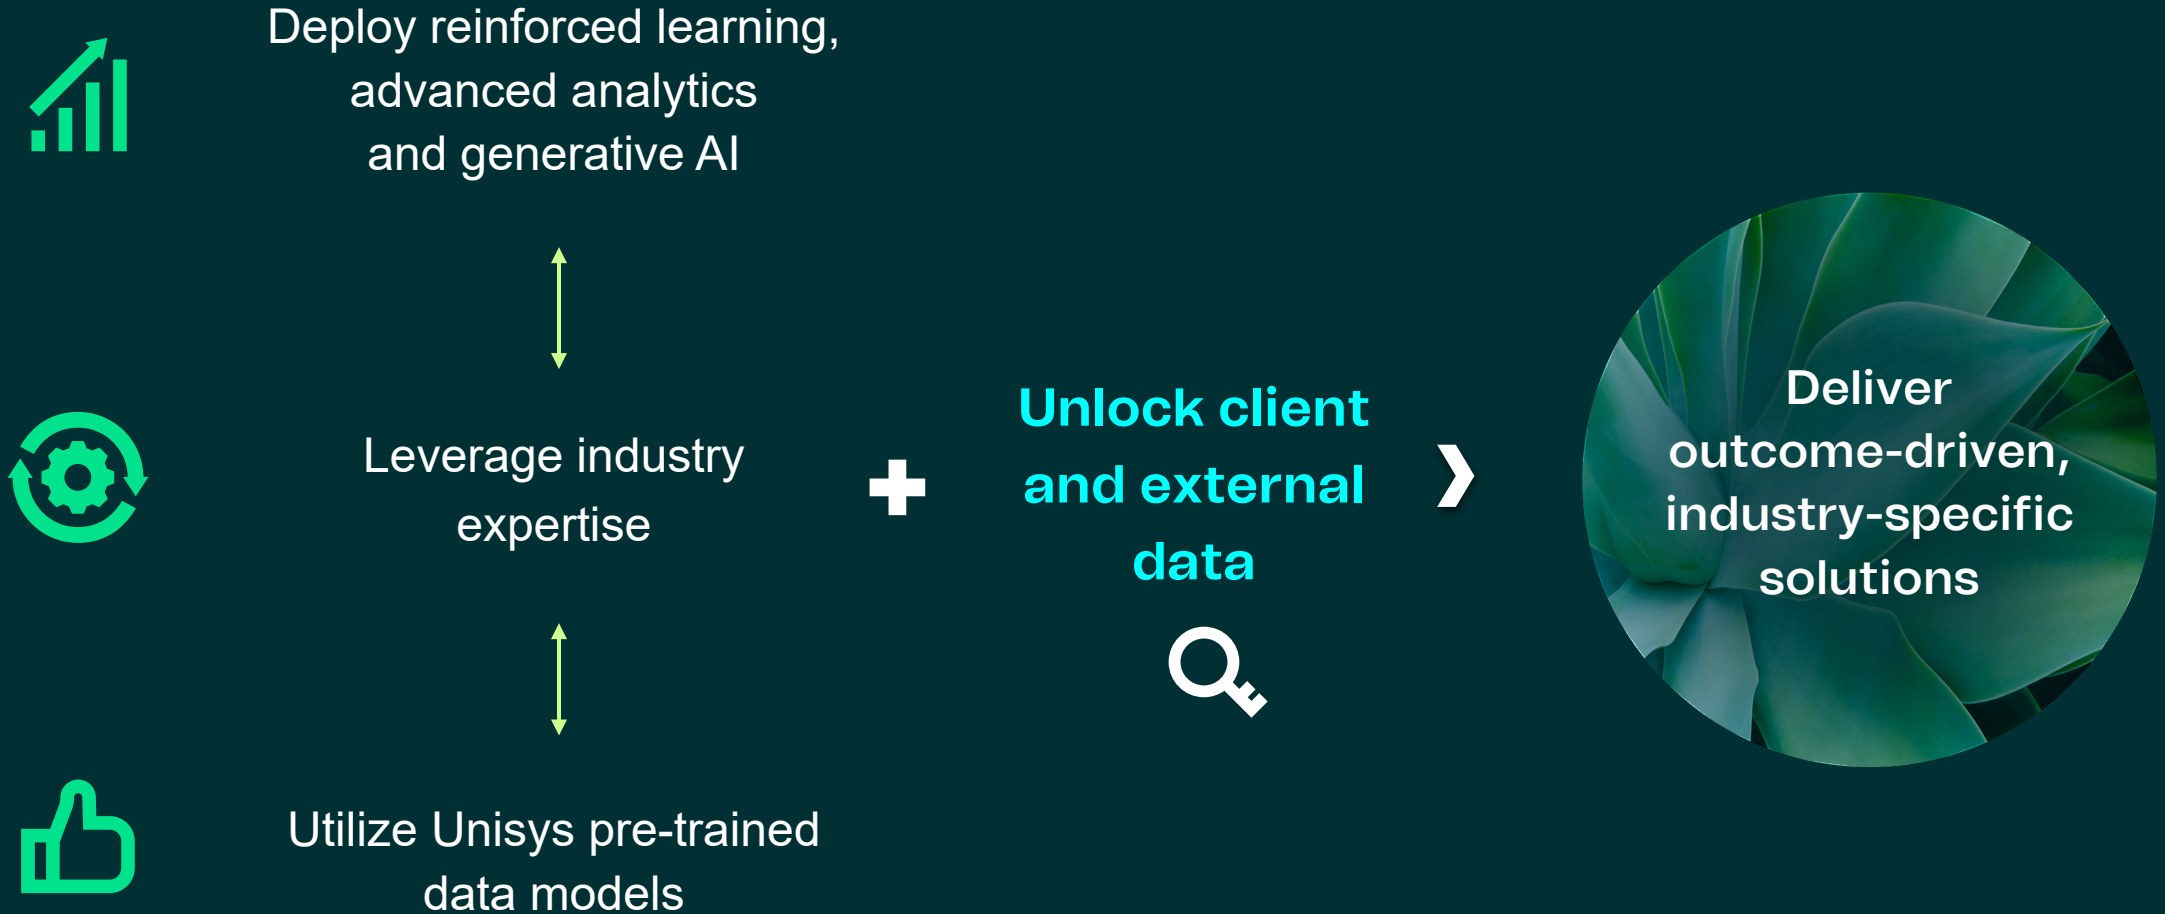 Deploy reinforced learning,
advanced analytics
and generative AI
Leverage industry
expertise
Utilize Unisys pre-trained
data models
Unlock client
and external
data
Deliver
outcome-driven,
industry-specific
solutions